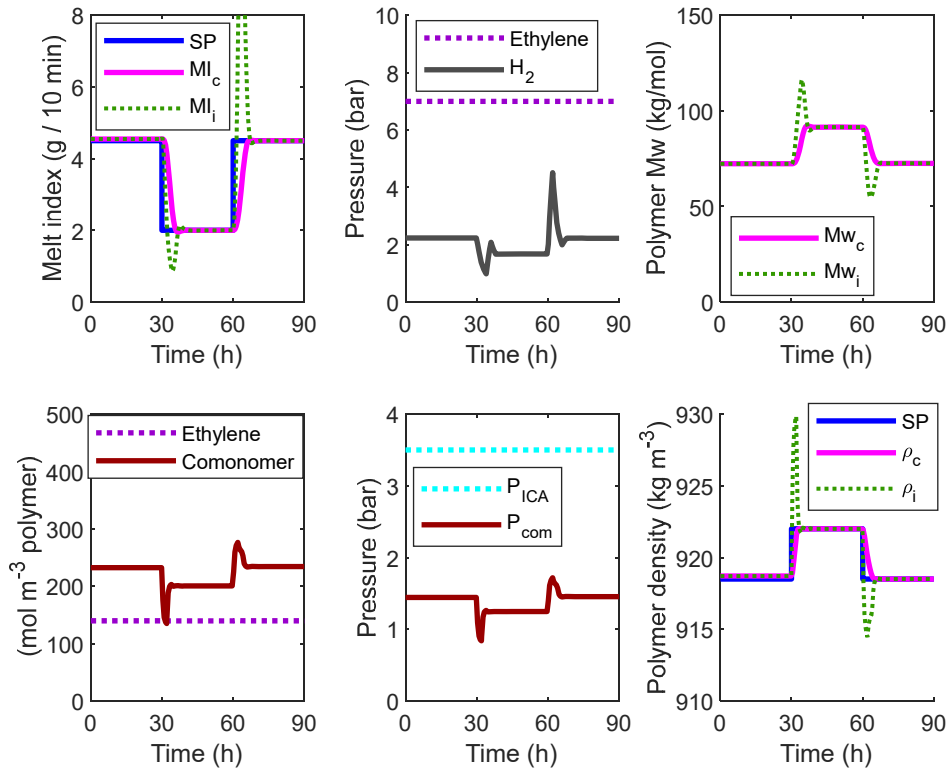 Melt index (g / 10 min)
8
6
4
2
0
SP
MI_c
MI_i
0 30 60 90
Time (h)
Pressure (bar)
10
8
6
4
2
0
Ethylene
H_2
0 30 60 90
Time (h)
Polymer Mw (kg/mol)
150
100
50
0
Mw_c
Mw_i
0 30 60 90
Time (h)
(mol m^-3 polymer)
500
400
300
200
100
0
Ethylene
Comonomer
0 30 60 90
Time (h)
Pressure (bar)
4
3
2
1
0
P_ICA
P_com
0 30 60 90
Time (h)
Polymer density (kg m^-3)
930
925
920
915
910
SP
ρ_c
ρ_i
0 30 60 90
Time (h)